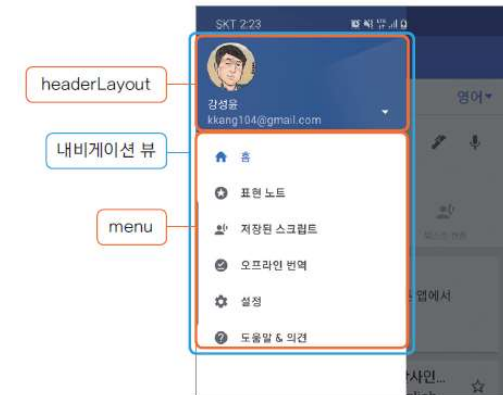 SKT 2:23
headerLayout
강성윤
kkang104@gmail.com
영어
내비게이션 뷰
홈
표현 노트
menu
저장된 스크립트
오프라인 번역
앱에서
설정
도움말 & 의견